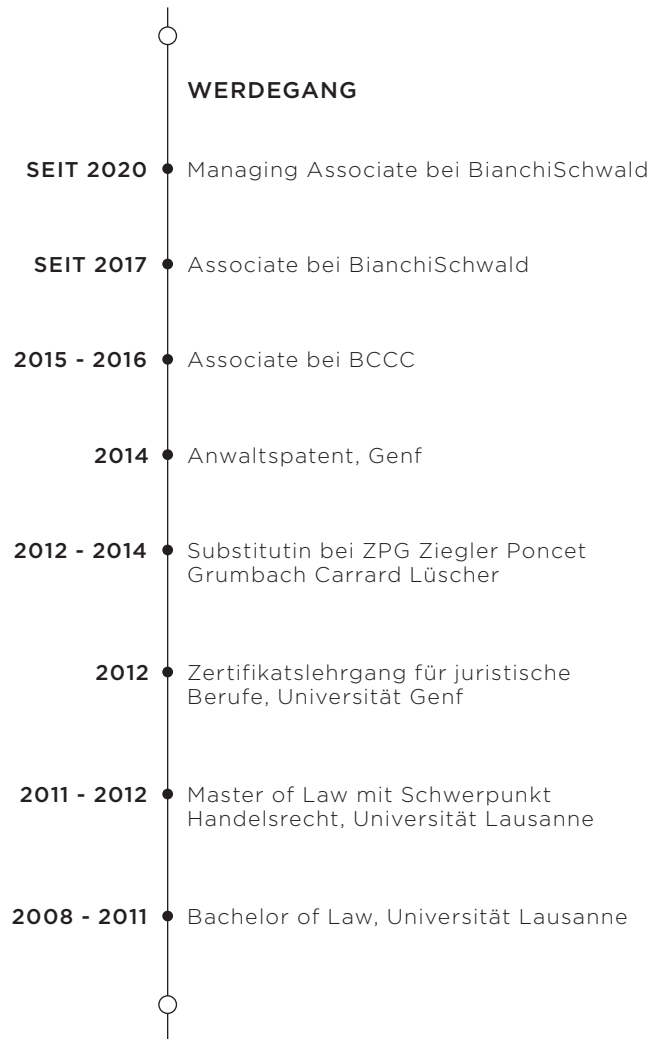 WERDEGANG
SEIT 2020 Managing Associate bei BianchiSchwald
SEIT 2017 Associate bei BianchiSchwald
2015 - 2016 Associate bei BCCC
2014 Anwaltspatent, Genf
2012 - 2014 Substitutin bei ZPG Ziegler Poncet
Grumbach Carrard Lüscher
2012 Zertifikatslehrgang für juristische
Berufe, Universität Genf
2011 - 2012 Master of Law mit Schwerpunkt
Handelsrecht, Universität Lausanne
2008 - 2011 Bachelor of Law, Universität Lausanne